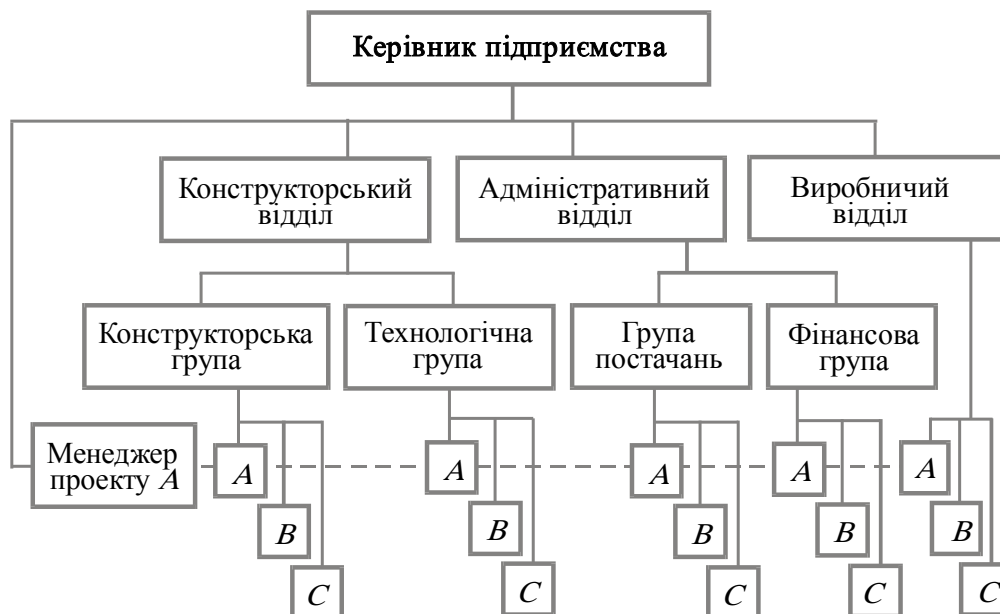 Керівник підприємства
Конструкторський
відділ
Адміністративний
відділ
Виробничий
відділ
Конструкторська
група
Технологічна
група
Група
постачань
Фінансова
група
Менеджер
проекту А
А
А
А
А
А
В
В
В
В
В
С
С
С
С
С